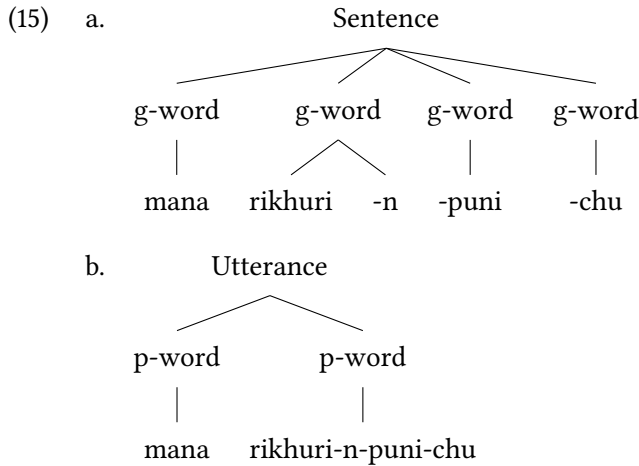 (15) a. Sentence
g-word g-word g-word g-word
mana rikhuri -n -puni -chu
b. Utterance
p-word p-word
mana rikhuri-n-puni-chu